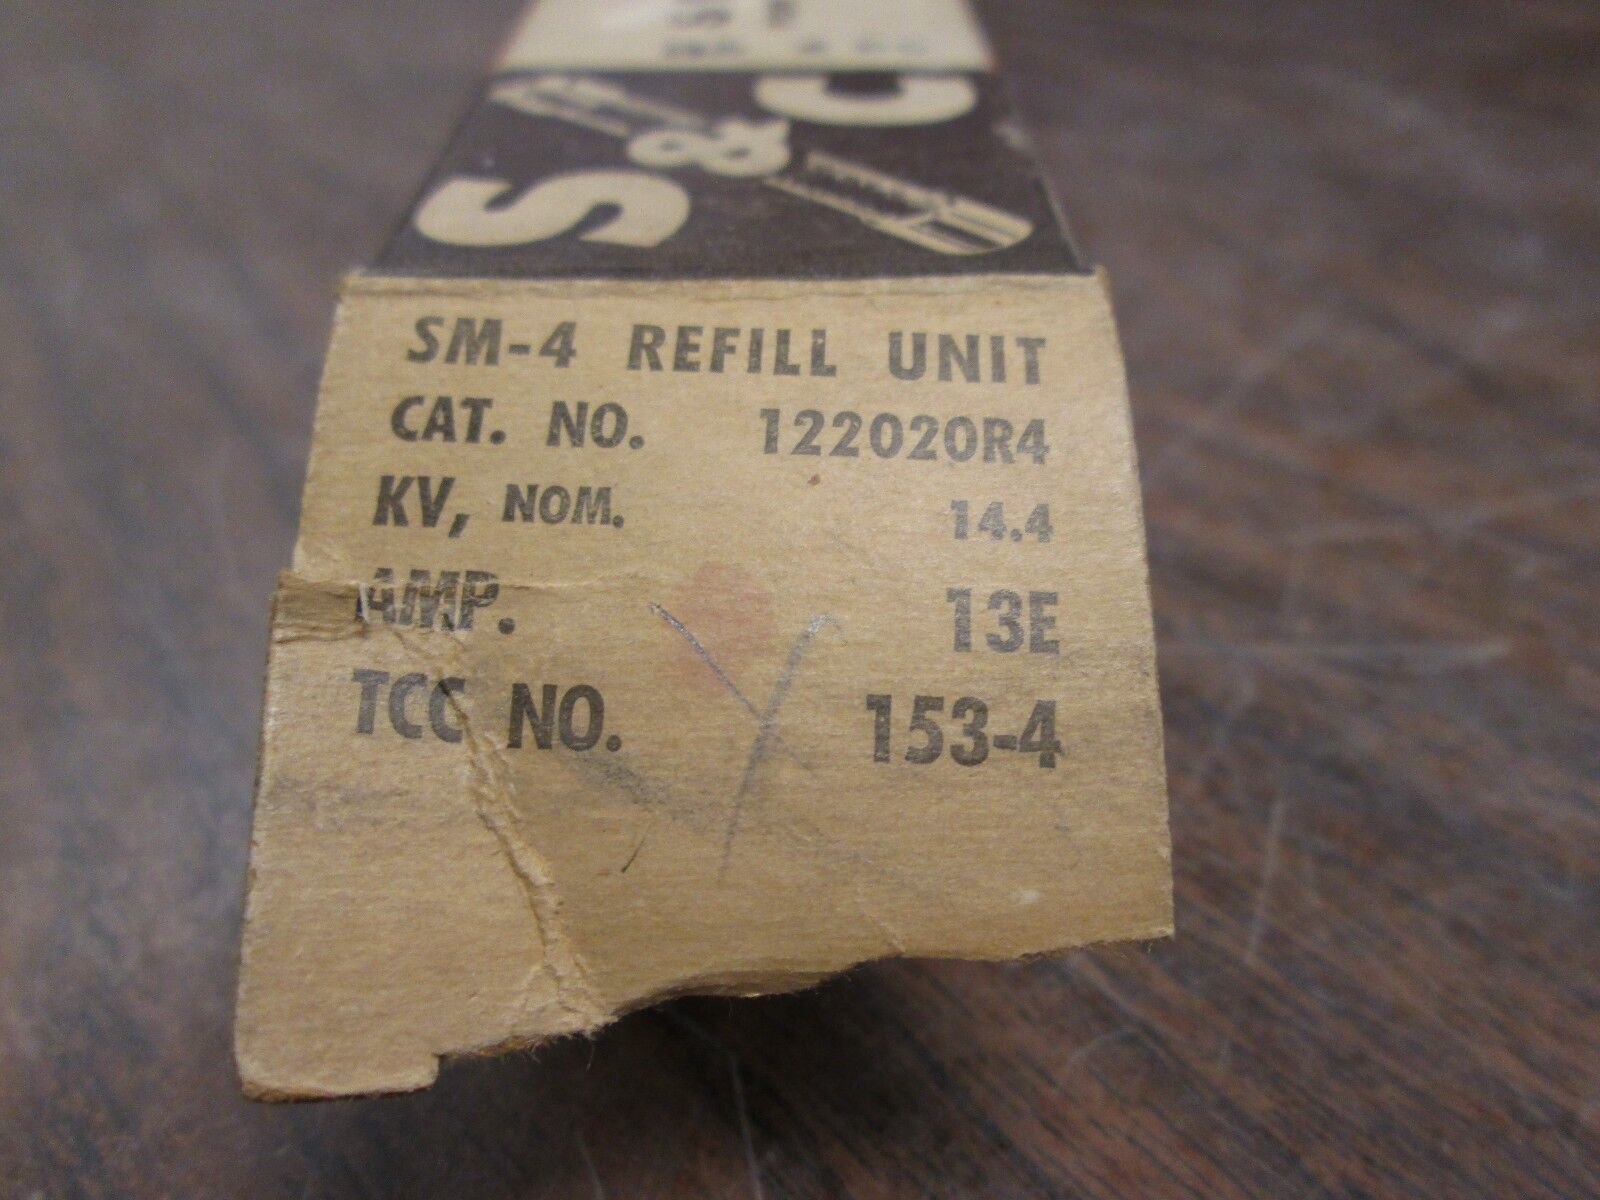 S&C
SM-4 REFILL UNIT
CAT. NO. 122020R4
KV, NOM. 14.4
AMP. 13E
TCC NO. 153-4